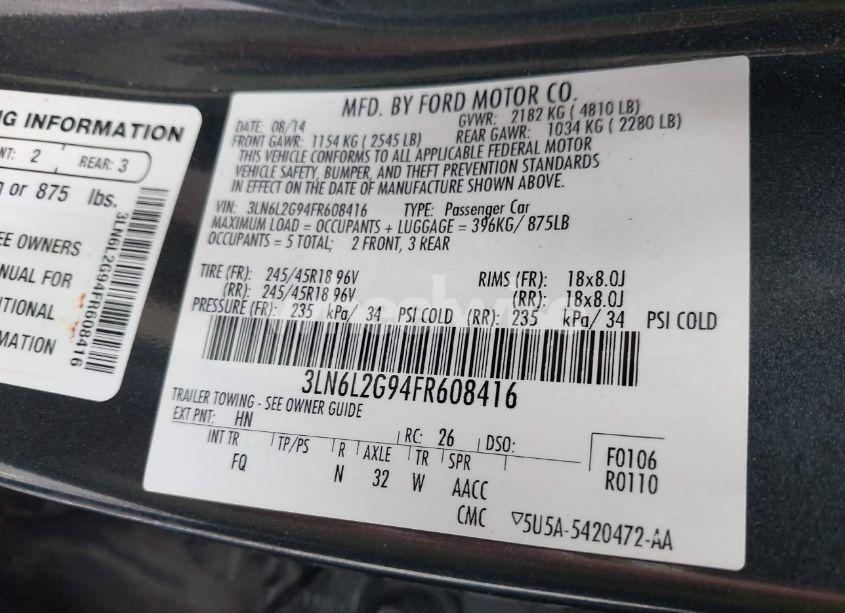 NG INFORMATION
NT: 2 REAR: 3
or 875 lbs.
EE OWNERS
ANUAL FOR
ITIONAL
MATION
3LN6L2G94FR608416
MFD. BY FORD MOTOR CO.
DATE: 08/14 GVWR: 2182 KG ( 4810 LB)
FRONT GAWR: 1154 KG ( 2545 LB) REAR GAWR: 1034 KG ( 2280 LB)
THIS VEHICLE CONFORMS TO ALL APPLICABLE FEDERAL MOTOR
VEHICLE SAFETY, BUMPER, AND THEFT PREVENTION STANDARDS
IN EFFECT ON THE DATE OF MANUFACTURE SHOWN ABOVE.
VIN: 3LN6L2G94FR608416 TYPE: Passenger Car
MAXIMUM LOAD = OCCUPANTS + LUGGAGE = 396KG/ 875LB
OCCUPANTS = 5 TOTAL; 2 FRONT, 3 REAR
TIRE (FR): 245/45R18 96V RIMS (FR): 18x8.0J
(RR): 245/45R18 96V (RR): 18x8.0J
PRESSURE (FR): 235 kPa/ 34 PSI COLD (RR): 235 kPa/ 34 PSI COLD
3LN6L2G94FR608416
TRAILER TOWING - SEE OWNER GUIDE
EXT PNT: HN RC: 26 DSO:
INT TR TP/PS R AXLE TR SPR
FQ N 32 W AACC
CMC
F0106
R0110
▽5U5A-5420472-AA